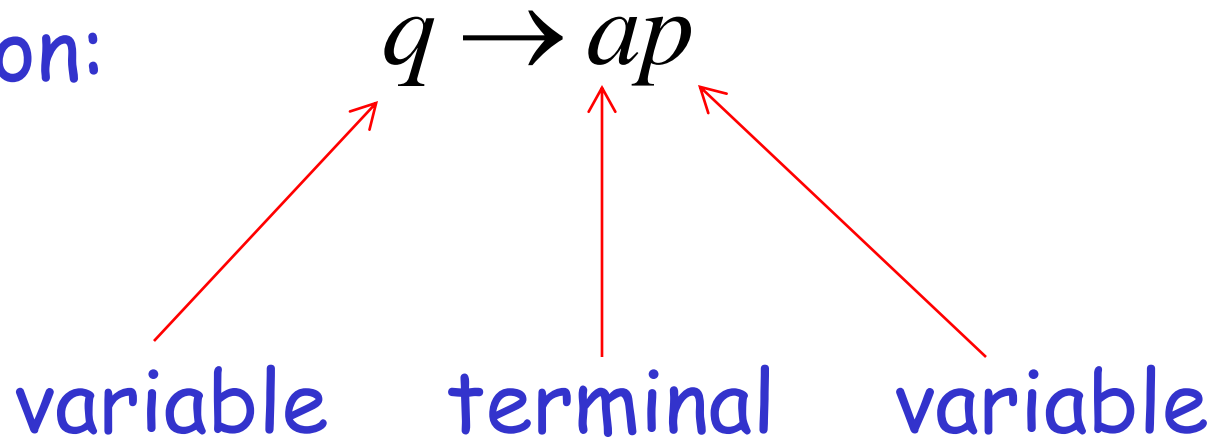 on: q → ap
variable terminal variable